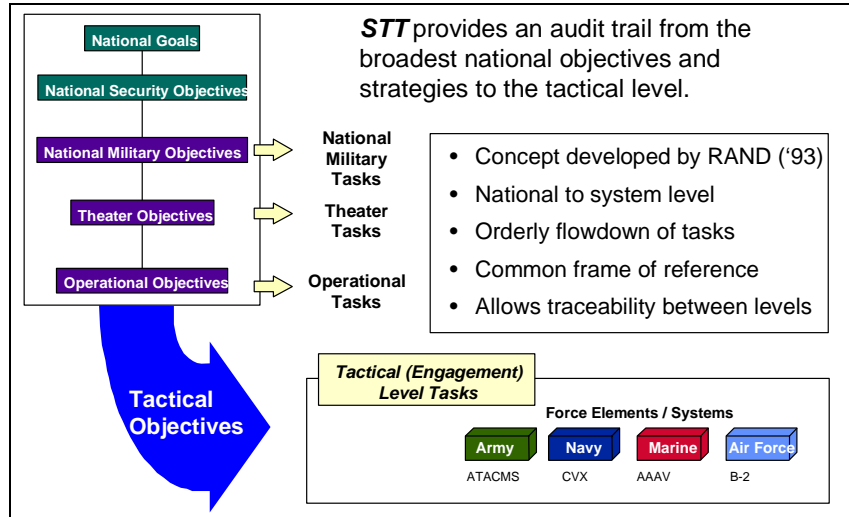 National Goals
National Security Objectives
National Military Objectives
Theater Objectives
Operational Objectives
National
Military
Tasks
Theater
Tasks
Operational
Tasks
STT provides an audit trail from the
broadest national objectives and
strategies to the tactical level.
• Concept developed by RAND (‘93)
• National to system level
• Orderly flowdown of tasks
• Common frame of reference
• Allows traceability between levels
Tactical
Objectives
Tactical (Engagement)
Level Tasks
Force Elements / Systems
Army Navy Marine Air Force
ATACMS CVX AAAV B-2